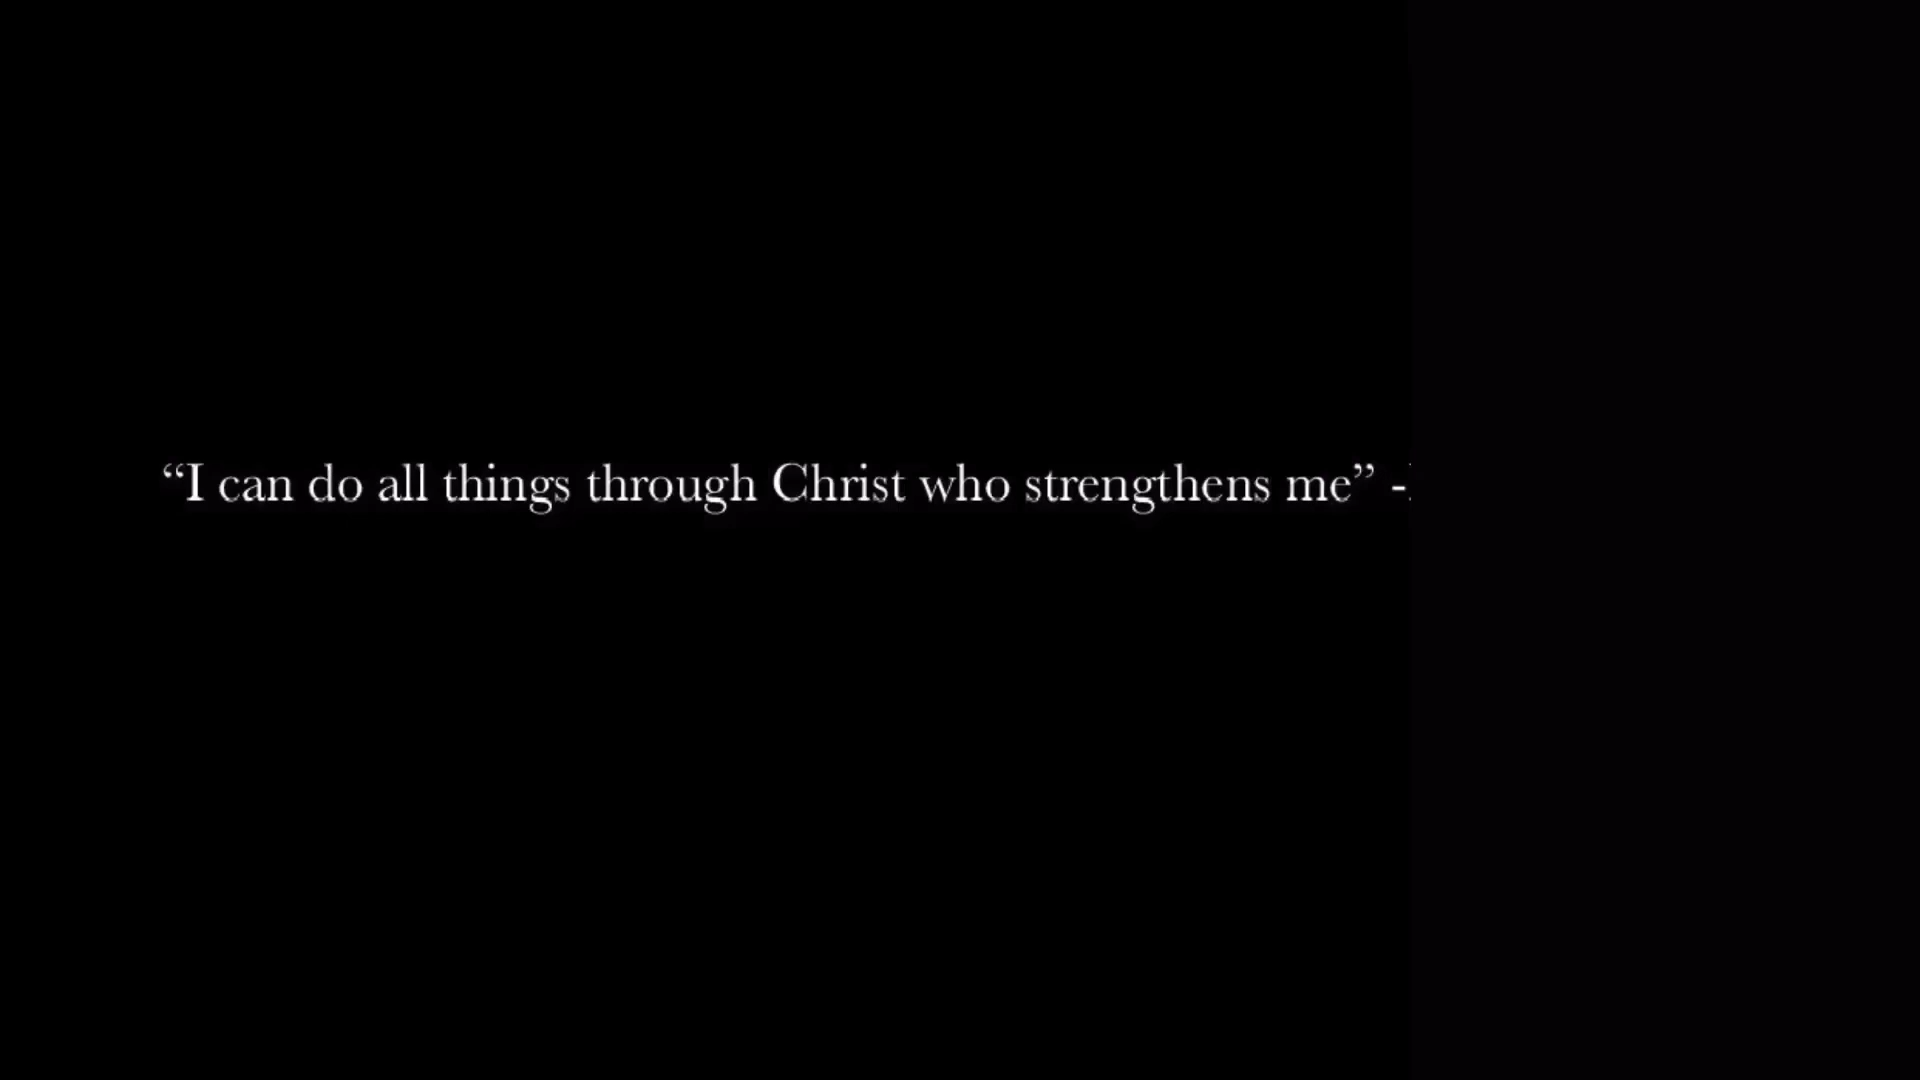 “I can do all things through Christ who strengthens me” -